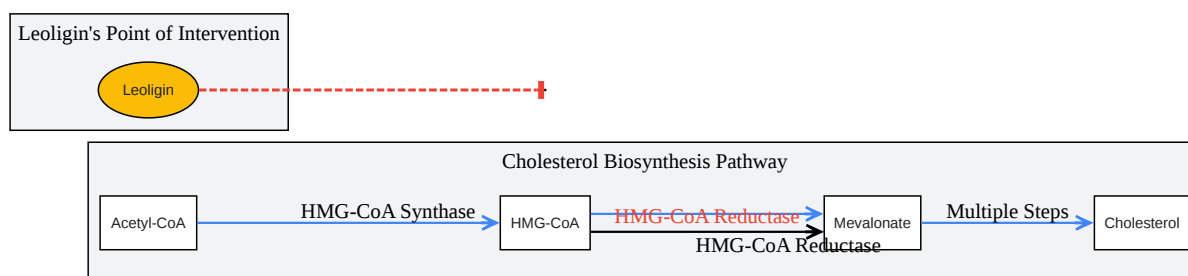 Leoligin's Point of Intervention
Leoligin
Cholesterol Biosynthesis Pathway
Acetyl-CoA
HMG-CoA Synthase
HMG-CoA
HMG-CoA Reductase
HMG-CoA Reductase
Mevalonate
Multiple Steps
Cholesterol